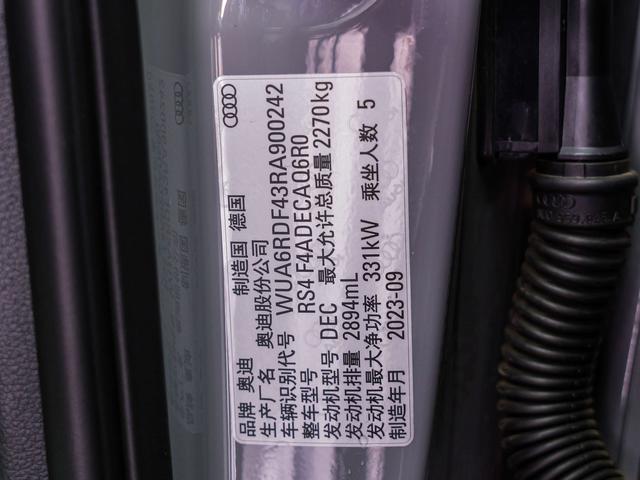 品牌 奥迪 制造国 德国
生产厂名 奥迪股份公司
车辆识别代号 WUA6RDF43RA900242
整车型号 RS4 F4ADECAQ6R0
发动机型号 DEC 最大允许总质量 2270kg
发动机排量 2894mL
发动机最大净功率 331kW 乘坐人数 5
制造年月 2023-09